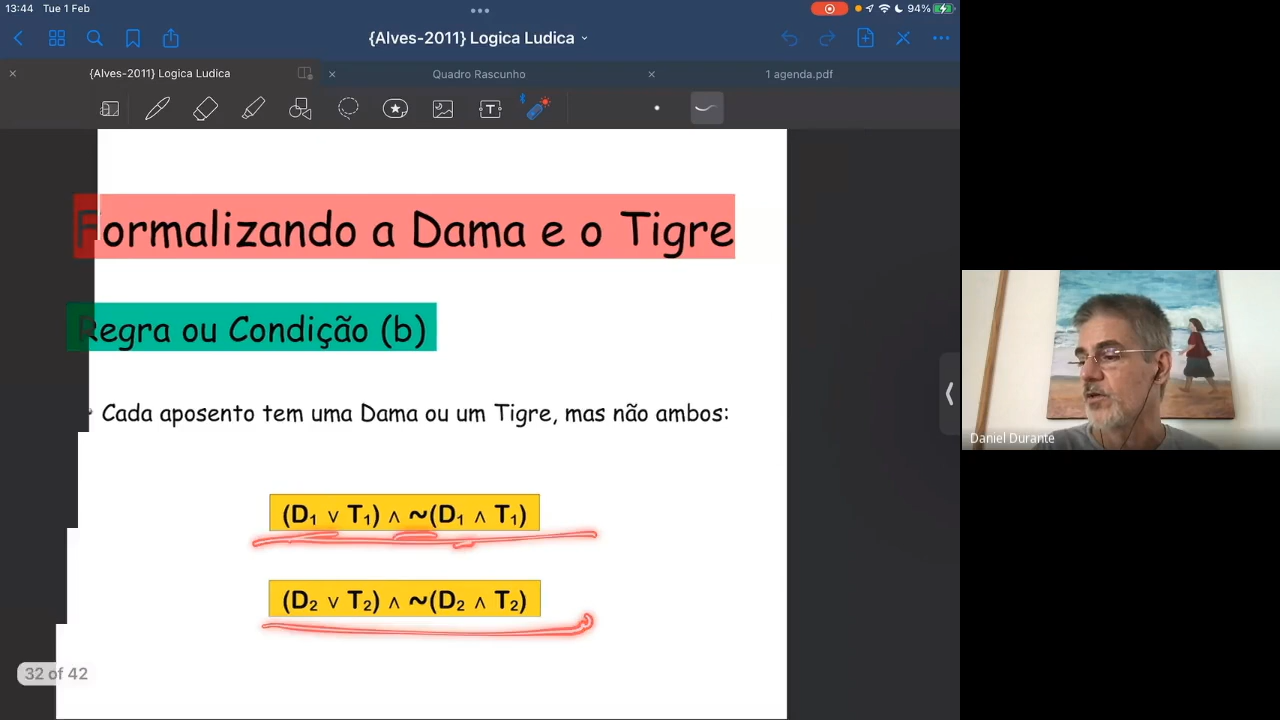 13:44 Tue 1 Feb
94%
{Alves-2011} Logica Ludica
{Alves-2011} Logica Ludica
Quadro Rascunho
1 agenda.pdf
T
Formalizando a Dama e o Tigre
Regra ou Condição (b)
• Cada aposento tem uma Dama ou um Tigre, mas não ambos:
(D₁ ∨ T₁) ∧ ~(D₁ ∧ T₁)
(D₂ ∨ T₂) ∧ ~(D₂ ∧ T₂)
32 of 42
Daniel Durante